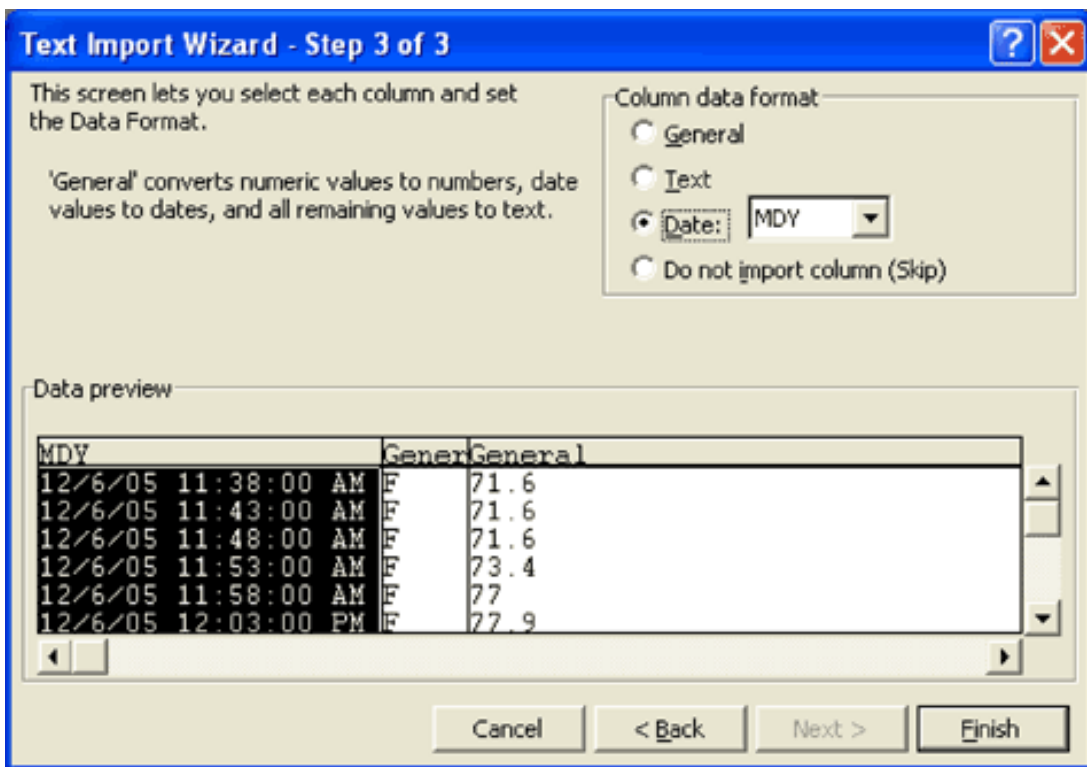 Text Import Wizard - Step 3 of 3
?
This screen lets you select each column and set
the Data Format.
'General' converts numeric values to numbers, date
values to dates, and all remaining values to text.
Column data format
General
Text
Date: MDY
Do not import column (Skip)
Data preview
MDY GenerGeneral
12/6/05 11:38:00 AM F 71.6
12/6/05 11:43:00 AM F 71.6
12/6/05 11:48:00 AM F 71.6
12/6/05 11:53:00 AM F 73.4
12/6/05 11:58:00 AM F 77
12/6/05 12:03:00 PM F 77.9
Cancel < Back Next > Finish